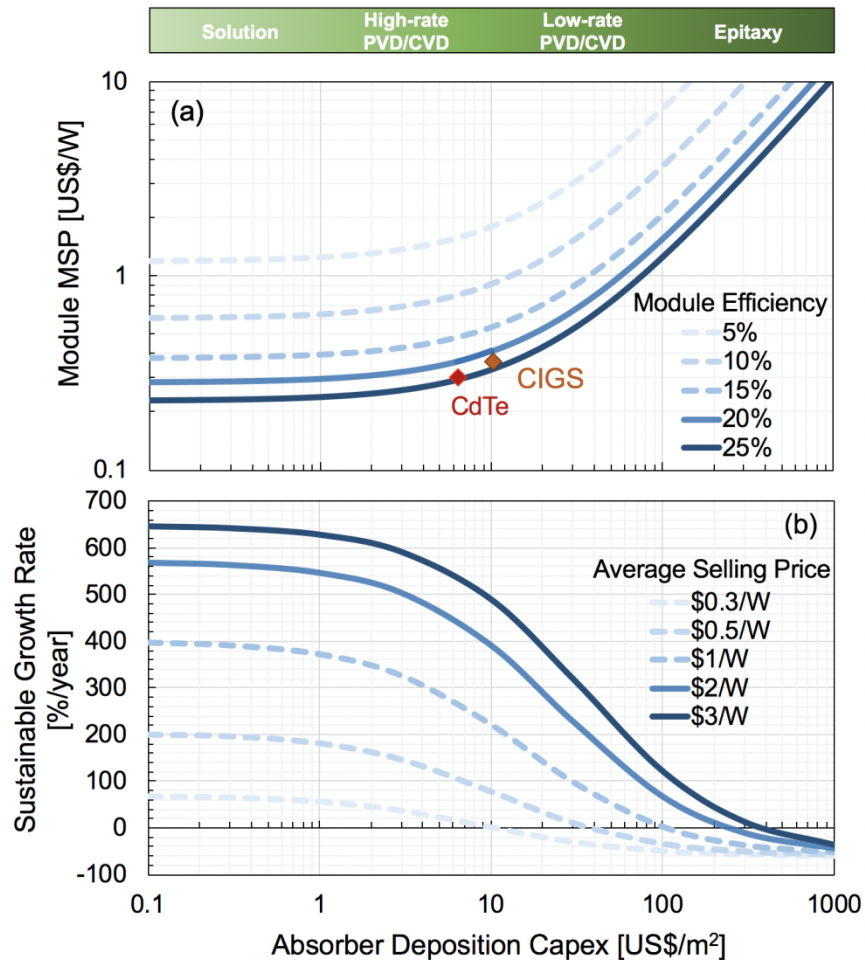 Solution
High-rate
PVD/CVD
Low-rate
PVD/CVD
Epitaxy
(a)
Module MSP [US$/W]
10
1
0.1
CdTe
CIGS
Module Efficiency
5%
10%
15%
20%
25%
(b)
Sustainable Growth Rate
[%/year]
700
600
500
400
300
200
100
0
-100
Average Selling Price
$0.3/W
$0.5/W
$1/W
$2/W
$3/W
0.1
1
10
100
1000
Absorber Deposition Capex [US$/m²]